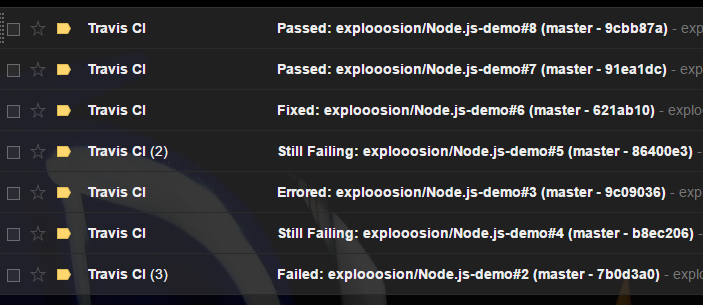 Travis CI Passed: explooosion/Node.js-demo#8 (master - 9cbb87a) - exp
Travis CI Passed: explooosion/Node.js-demo#7 (master - 91ea1dc) - exp
Travis CI Fixed: explooosion/Node.js-demo#6 (master - 621ab10) - explo
Travis CI (2) Still Failing: explooosion/Node.js-demo#5 (master - 86400e3) -
Travis CI Errored: explooosion/Node.js-demo#3 (master - 9c09036) - exp
Travis CI Still Failing: explooosion/Node.js-demo#4 (master - b8ec206) -
Travis CI (3) Failed: explooosion/Node.js-demo#2 (master - 7b0d3a0) - explo